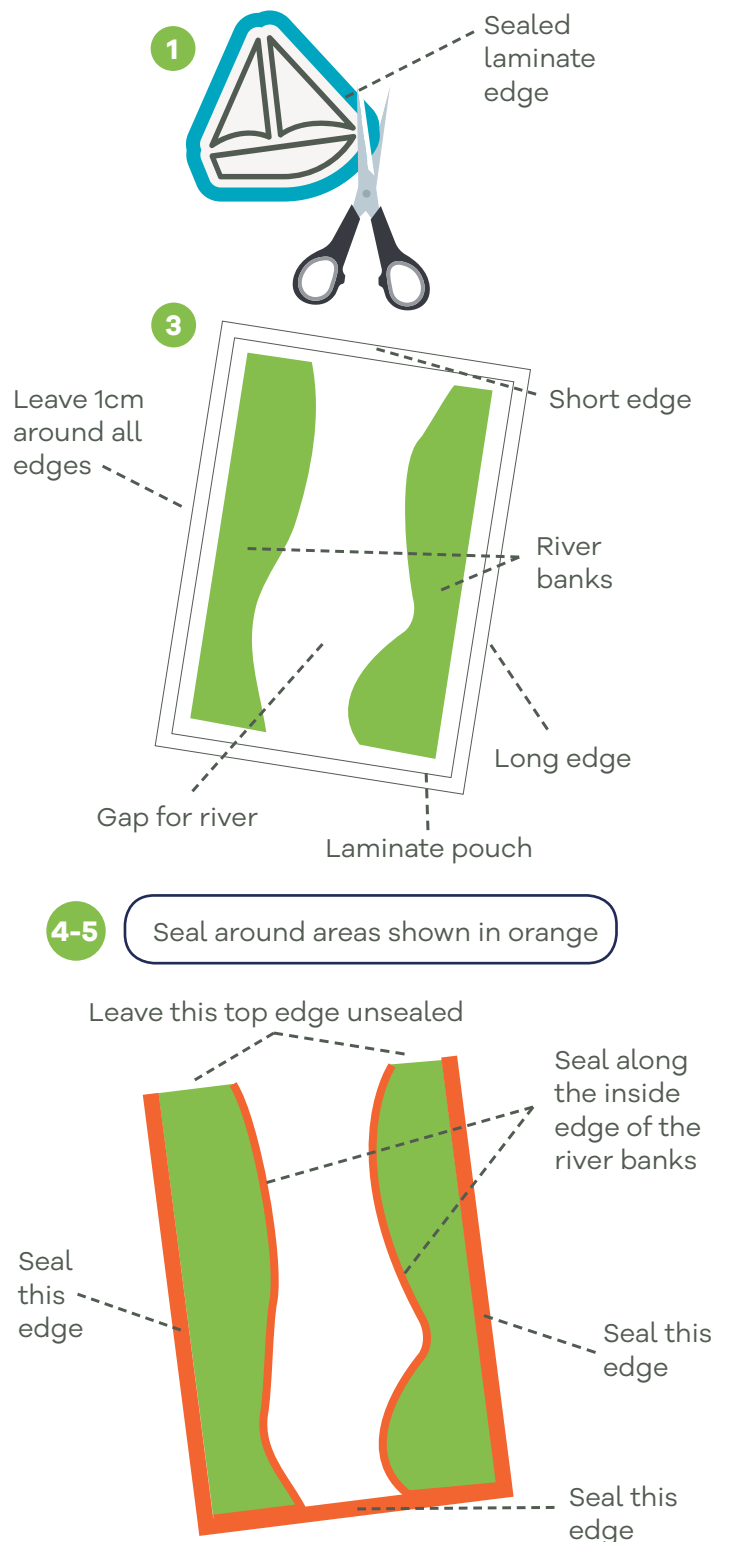 1
Sealed
laminate
edge
3
Leave 1cm
around all
edges
Short edge
River
banks
Long edge
Gap for river
Laminate pouch
4-5
Seal around areas shown in orange
Leave this top edge unsealed
Seal along
the inside
edge of the
river banks
Seal
this
edge
Seal this
edge
Seal this
edge